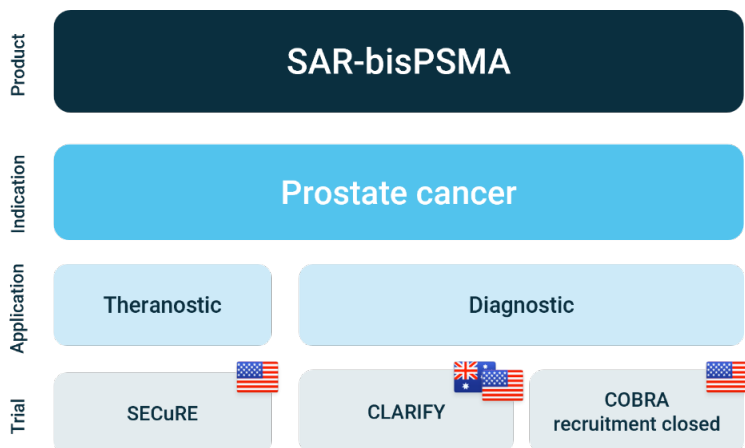 Product
SAR-bisPSMA
Indication
Prostate cancer
Application
Theranostic
Diagnostic
Trial
SECuRE
CLARIFY
COBRA
recruitment closed